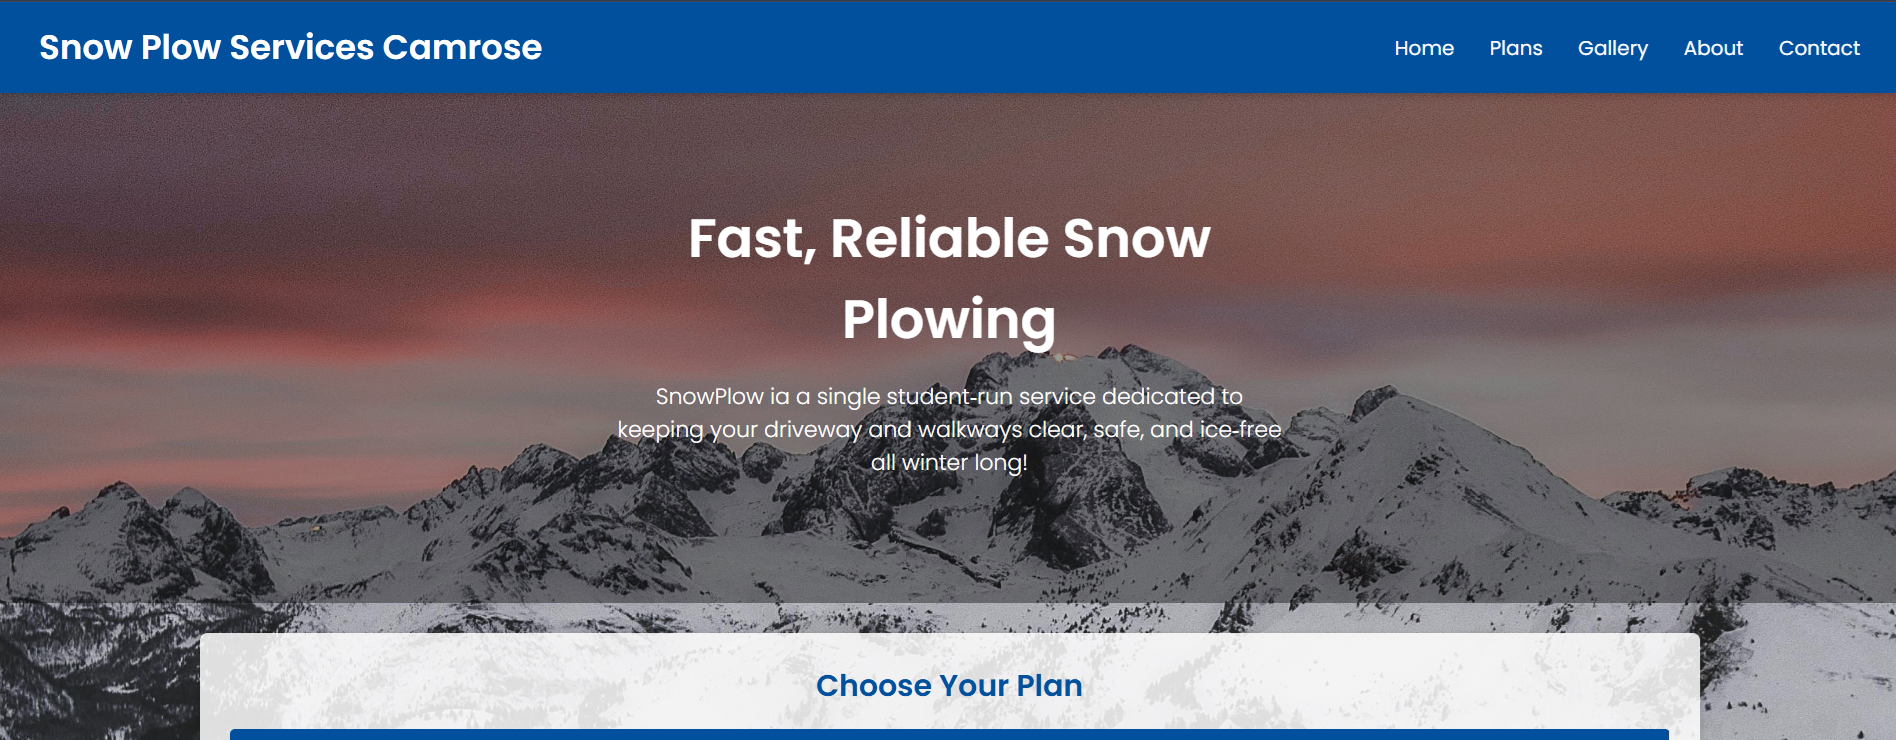 Snow Plow Services Camrose
Home Plans Gallery About Contact
Fast, Reliable Snow
Plowing
SnowPlow ia a single student-run service dedicated to
keeping your driveway and walkways clear, safe, and ice-free
all winter long!
Choose Your Plan